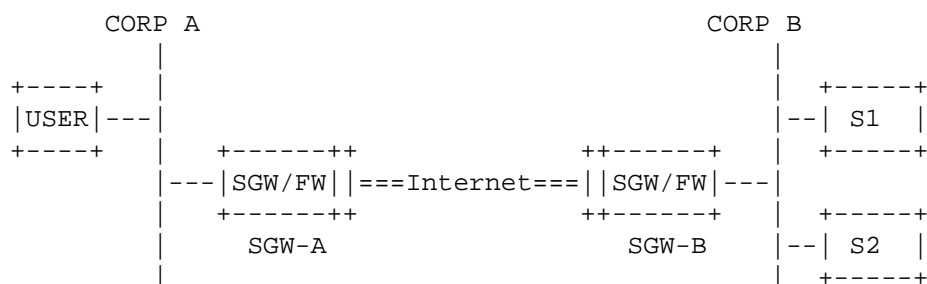 CORP A                               CORP B
          |                                     |
+----+    |                                     |  +-----+
|USER|---|                                     |--| S1  |
+----+    |   +------++             ++------+   |  +-----+
          |---|SGW/FW||===Internet===||SGW/FW|---|
          |   +------++             ++------+   |  +-----+
          |     SGW-A                 SGW-B     |--| S2  |
          |                                     |  +-----+